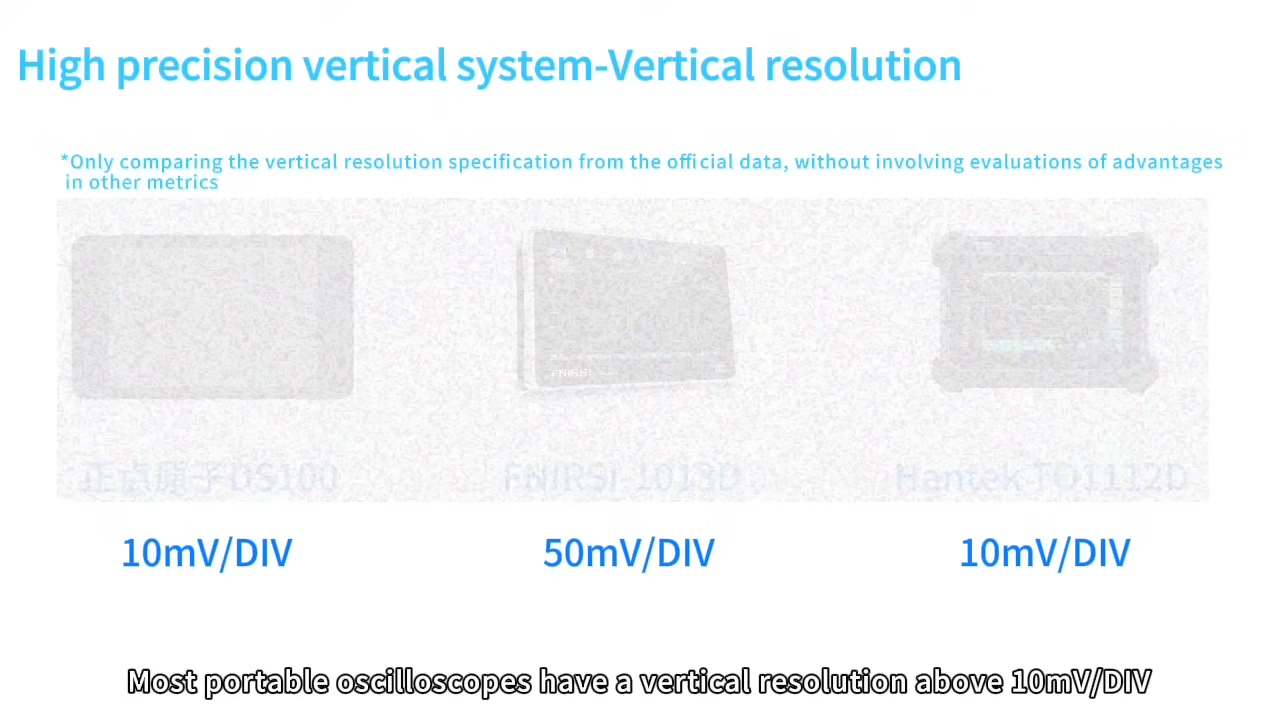 High precision vertical system-Vertical resolution
*Only comparing the vertical resolution specification from the official data, without involving evaluations of advantages
in other metrics
FNIRSI
正点原子DS100 FNIRSI 1013D Hantek TO1112D
10mV/DIV 50mV/DIV 10mV/DIV
Most portable oscilloscopes have a vertical resolution above 10mV/DIV